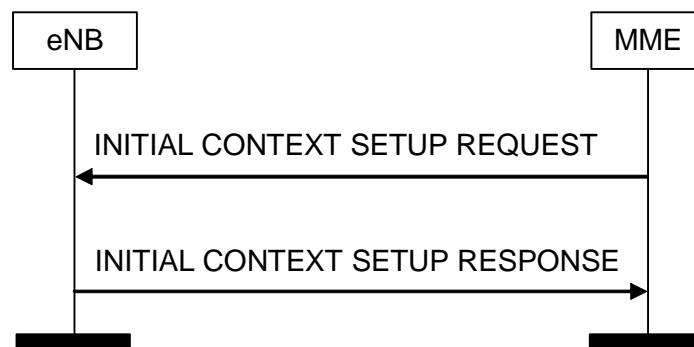 eNB
MME
INITIAL CONTEXT SETUP REQUEST
INITIAL CONTEXT SETUP RESPONSE